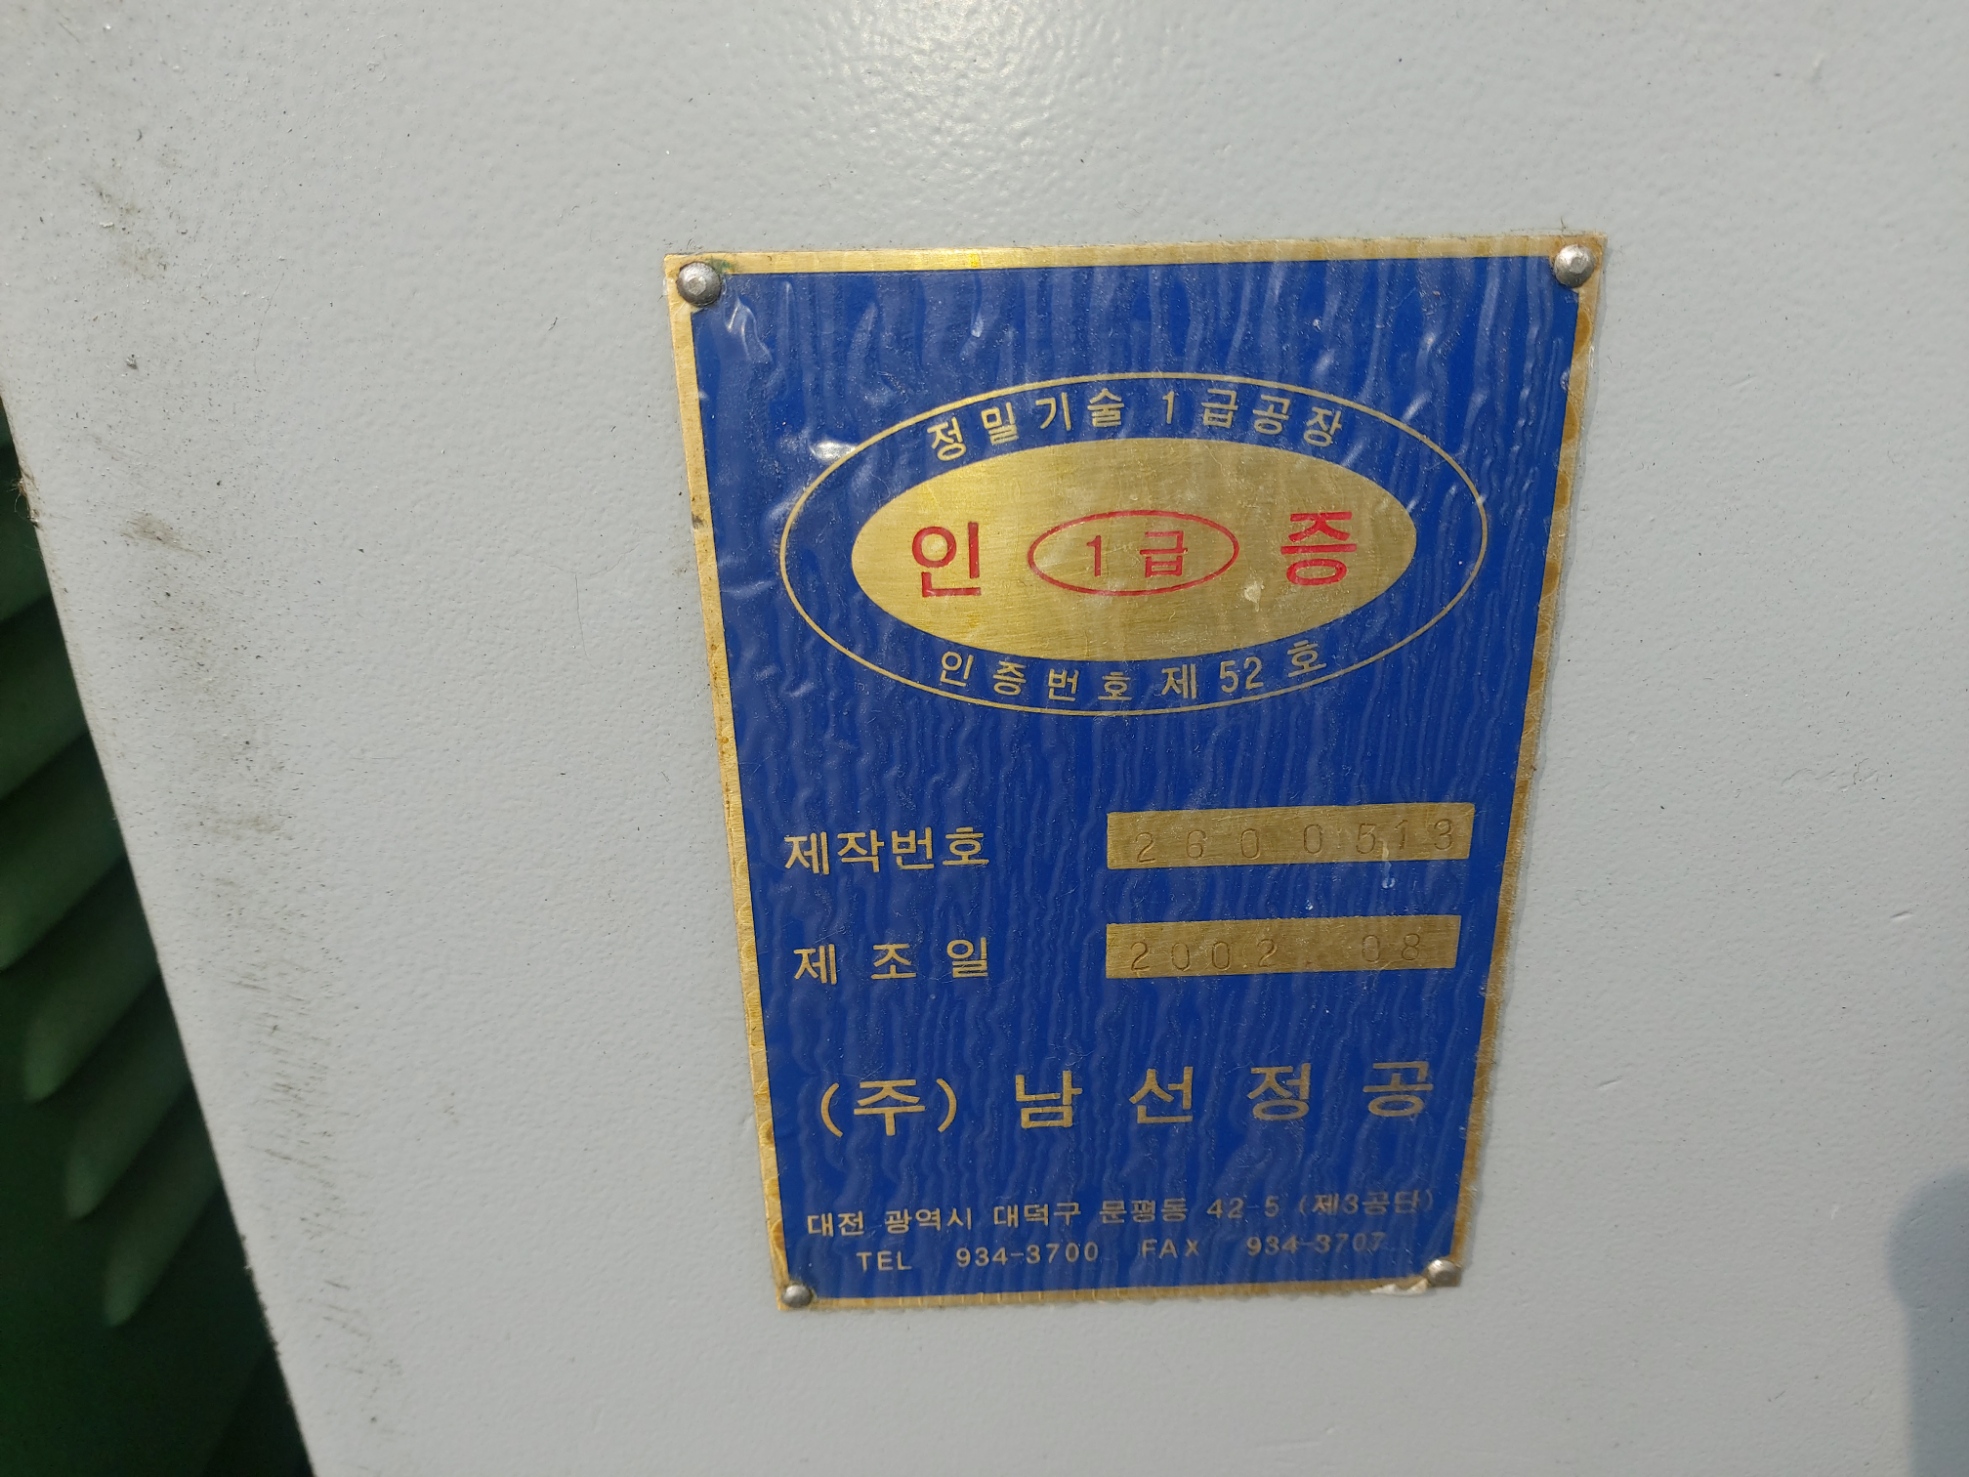 정밀기술 1급공장
인 1급 증
인증번호 제 52 호
제작번호 2600513
제조일 2002. 08
(주) 남선정공
대전 광역시 대덕구 문평동 42-5 (제3공단)
TEL 934-3700 FAX 934-3707